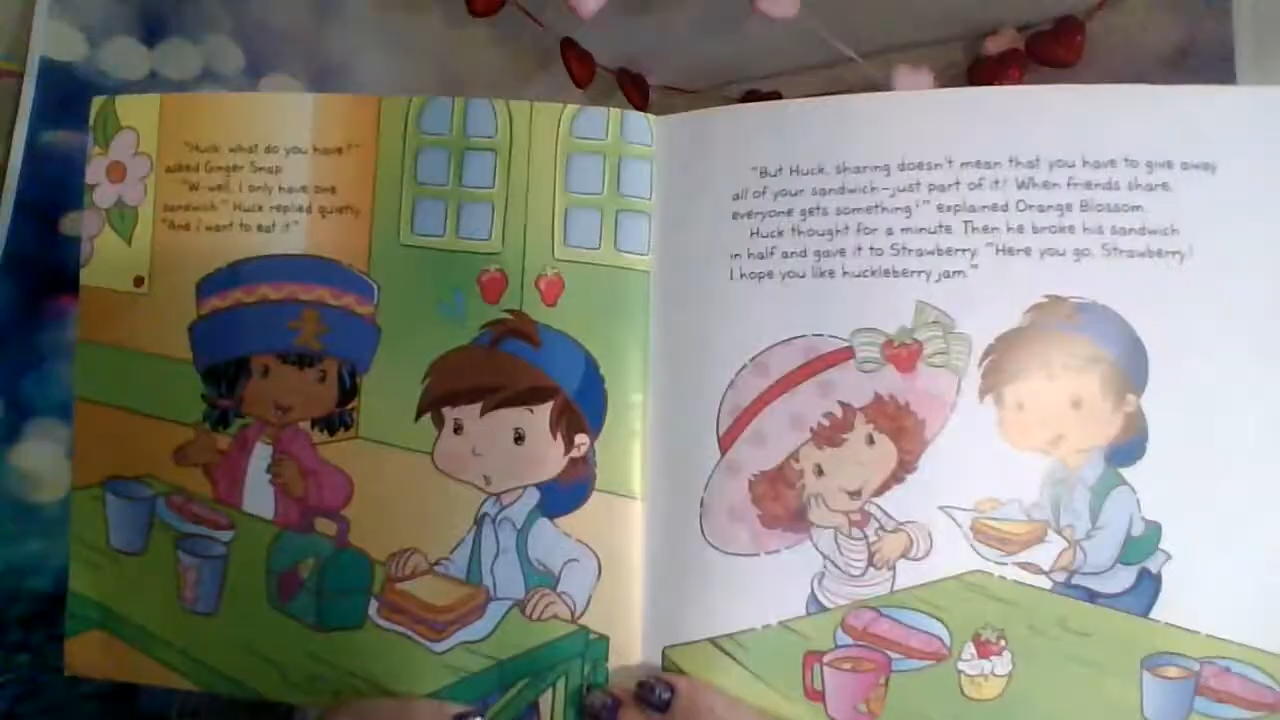 "Huck, what do you have?"
asked Ginger Snap.
"W-well, I only have one
sandwich." Huck replied quietly.
"And I want to eat it."
"But Huck, sharing doesn't mean that you have to give away
all of your sandwich—just part of it! When friends share,
everyone gets something!" explained Orange Blossom.
Huck thought for a minute. Then he broke his sandwich
in half and gave it to Strawberry. "Here you go, Strawberry!
I hope you like huckleberry jam."